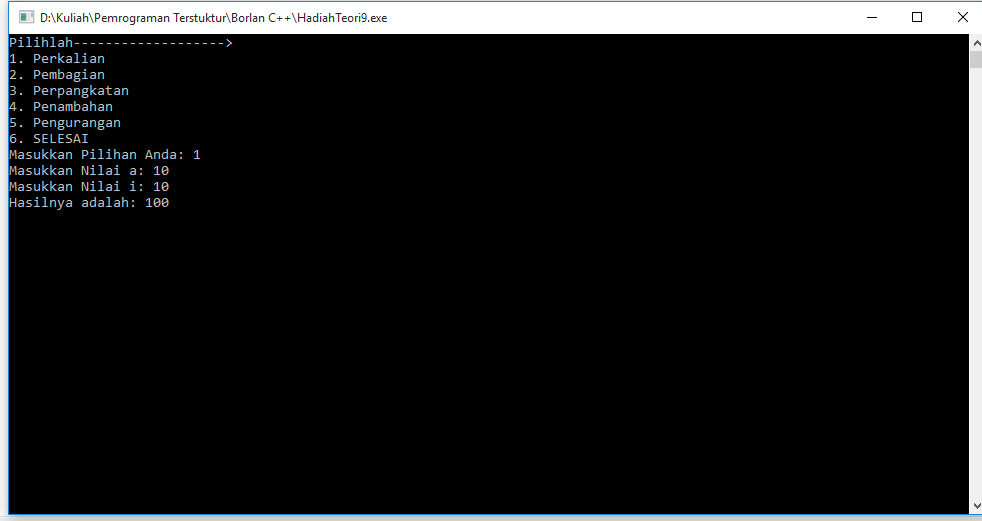 D:\Kuliah\Pemrograman Terstuktur\Borlan C++\HadiahTeori9.exe
Pilihlah------------------->
1. Perkalian
2. Pembagian
3. Perpangkatan
4. Penambahan
5. Pengurangan
6. SELESAI
Masukkan Pilihan Anda: 1
Masukkan Nilai a: 10
Masukkan Nilai i: 10
Hasilnya adalah: 100